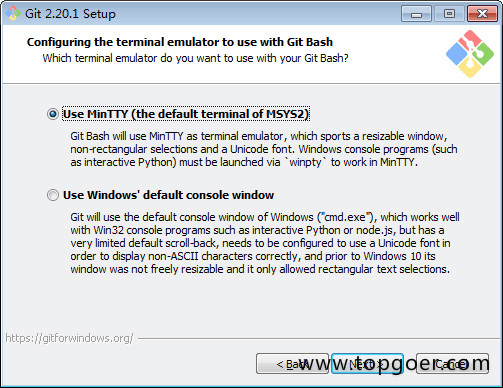 Git 2.20.1 Setup
Configuring the terminal emulator to use with Git Bash
Which terminal emulator do you want to use with your Git Bash?
Use MinTTY (the default terminal of MSYS2)
Git Bash will use MinTTY as terminal emulator, which sports a resizable window,
non-rectangular selections and a Unicode font. Windows console programs (such
as interactive Python) must be launched via `winpty` to work in MinTTY.
Use Windows' default console window
Git will use the default console window of Windows ("cmd.exe"), which works well
with Win32 console programs such as interactive Python or node.js, but has a
very limited default scroll-back, needs to be configured to use a Unicode font in
order to display non-ASCII characters correctly, and prior to Windows 10 its
window was not freely resizable and it only allowed rectangular text selections.
https://gitforwindows.org/
< Back Next > Cancel
www.topgoer.com